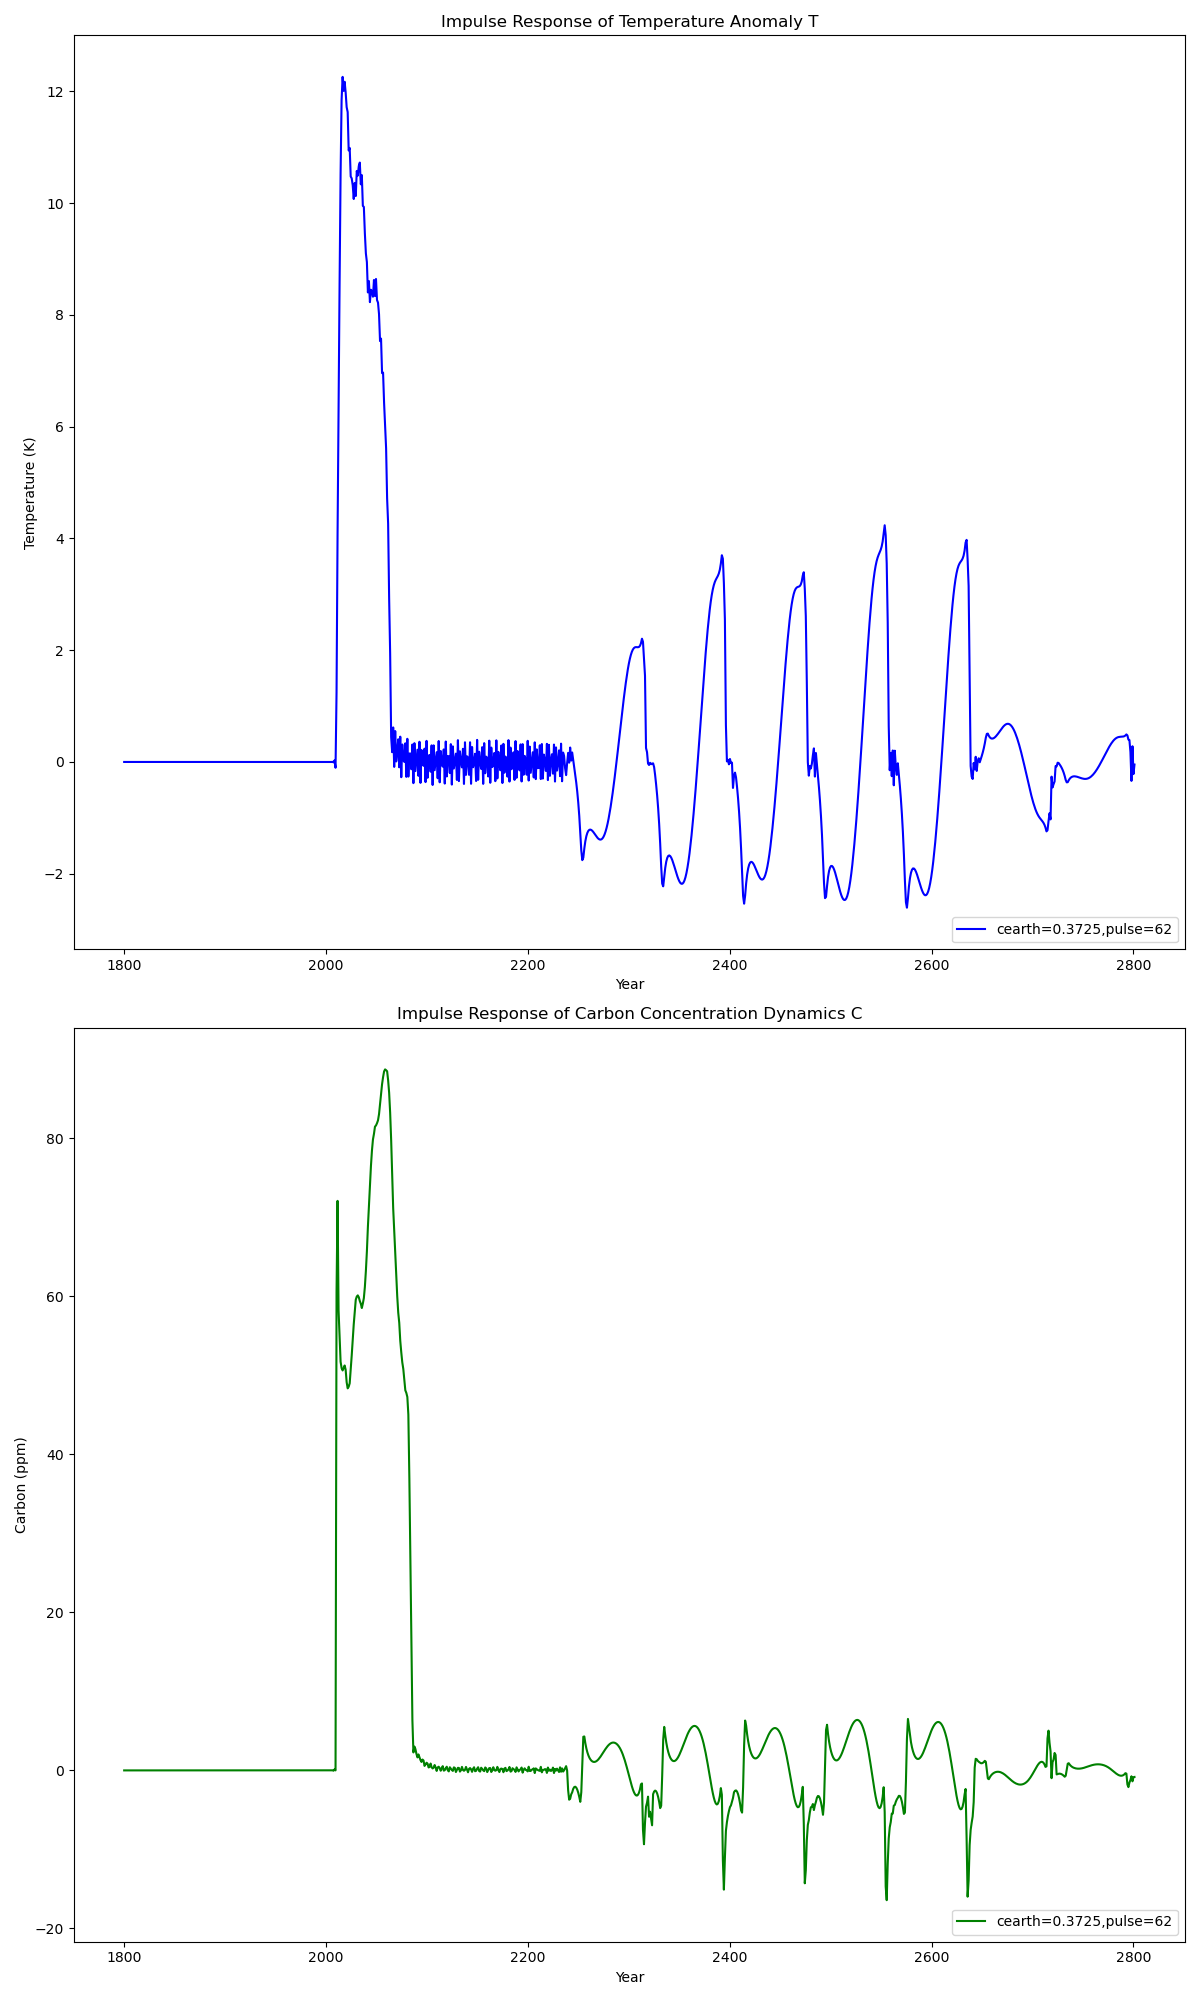 Impulse Response of Temperature Anomaly T
12
10
8
6
4
2
0
−2
Temperature (K)
cearth=0.3725,pulse=62
1800 2000 2200 2400 2600 2800
Year
Impulse Response of Carbon Concentration Dynamics C
80
60
40
20
0
−20
Carbon (ppm)
cearth=0.3725,pulse=62
1800 2000 2200 2400 2600 2800
Year